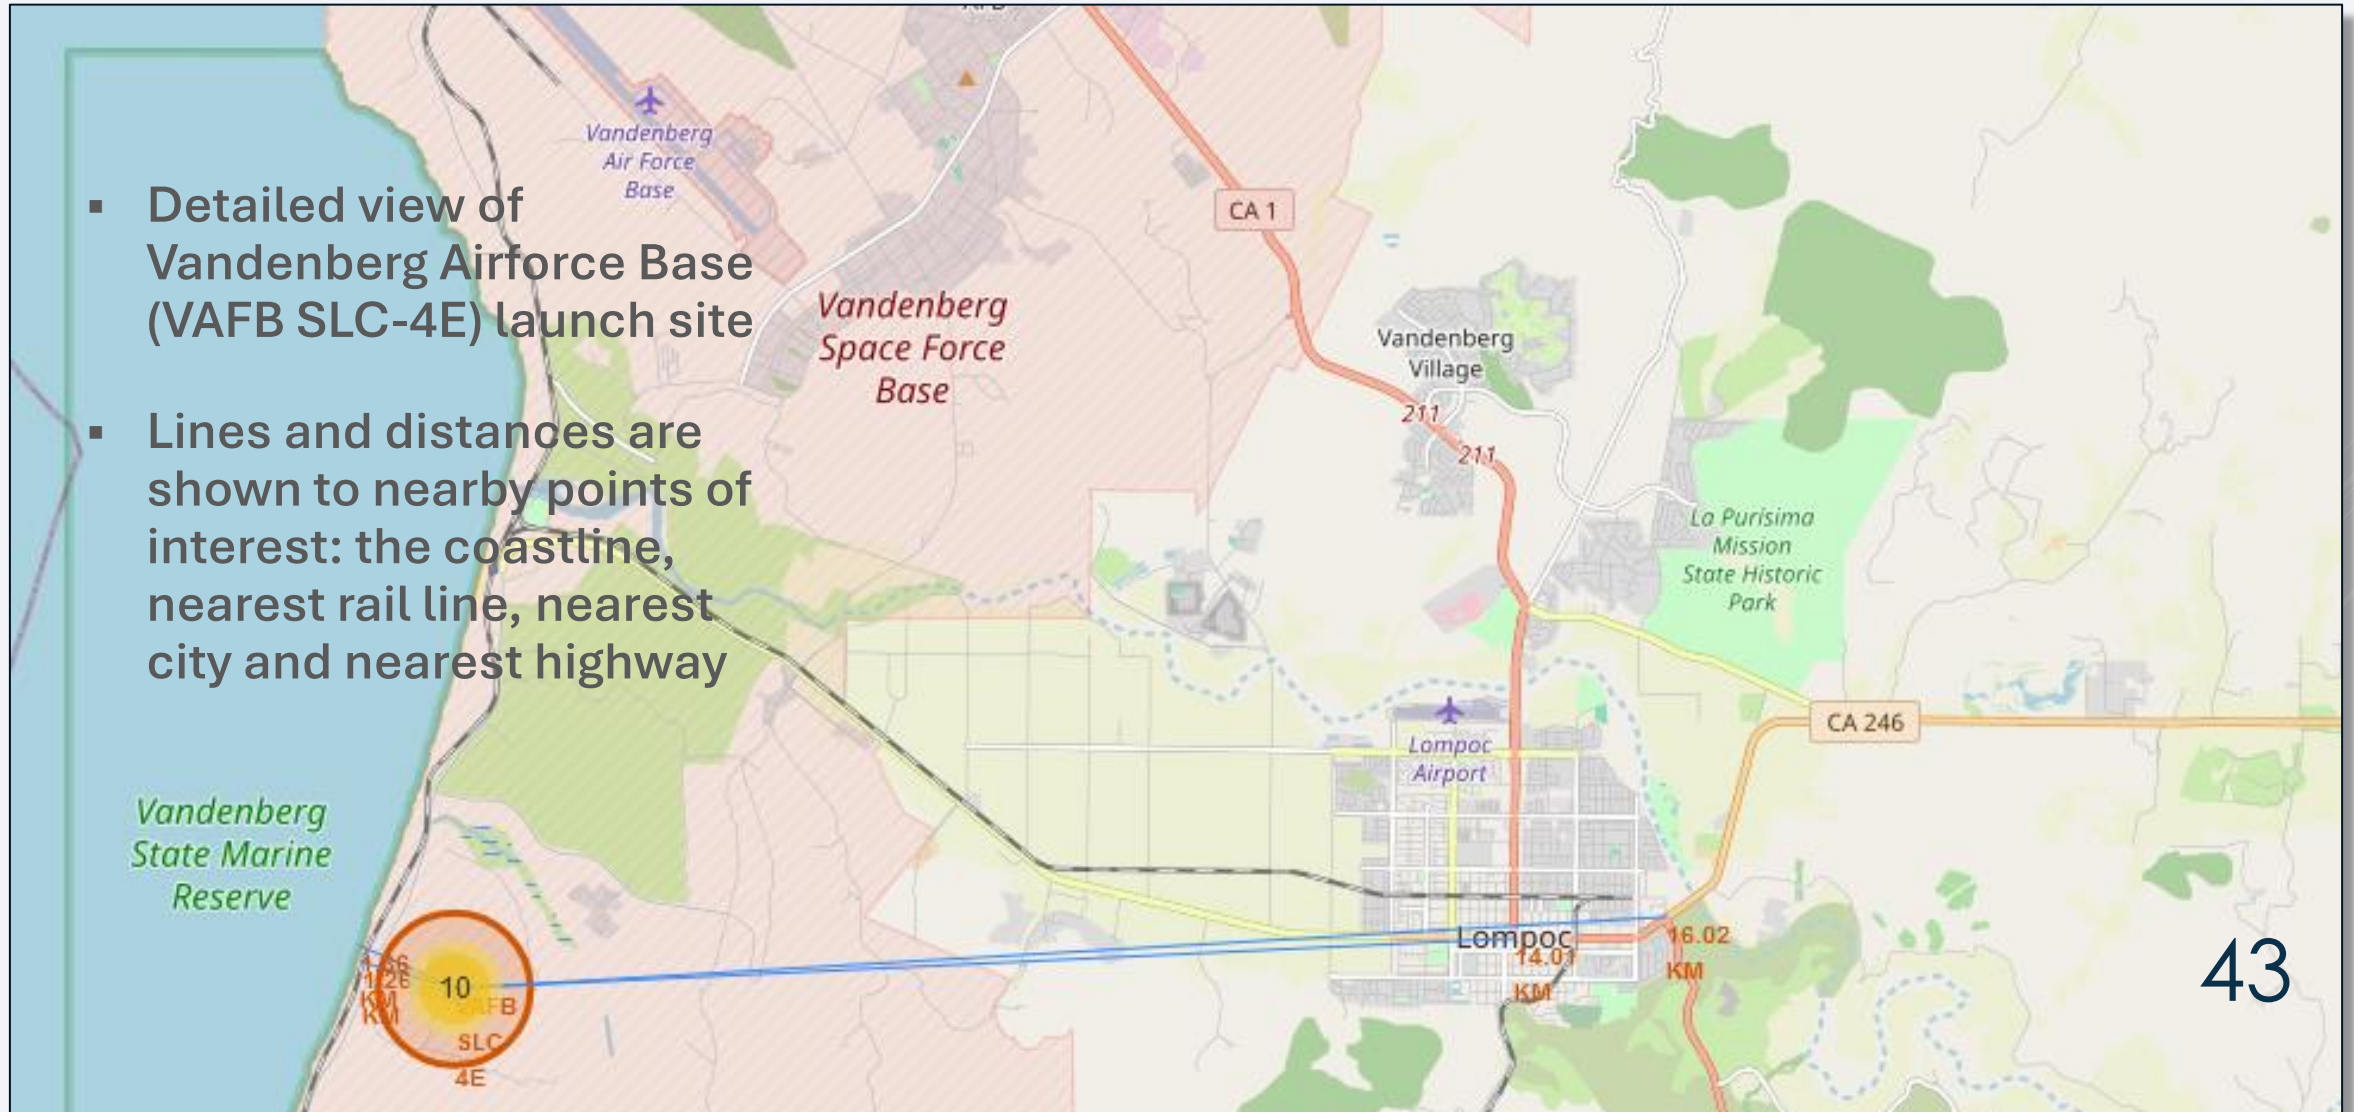 Vandenberg
Air Force
Base
▪ Detailed view of
Vandenberg Airforce Base
(VAFB SLC-4E) launch site
▪ Lines and distances are
shown to nearby points of
interest: the coastline,
nearest rail line, nearest
city and nearest highway
Vandenberg
Space Force
Base
CA 1
Vandenberg
Village
211
211
La Purisima
Mission
State Historic
Park
CA 246
Lompoc
Airport
Vandenberg
State Marine
Reserve
Lompoc
14.01
KM
16.02
KM
KM
KM
10
SLC
4E
43